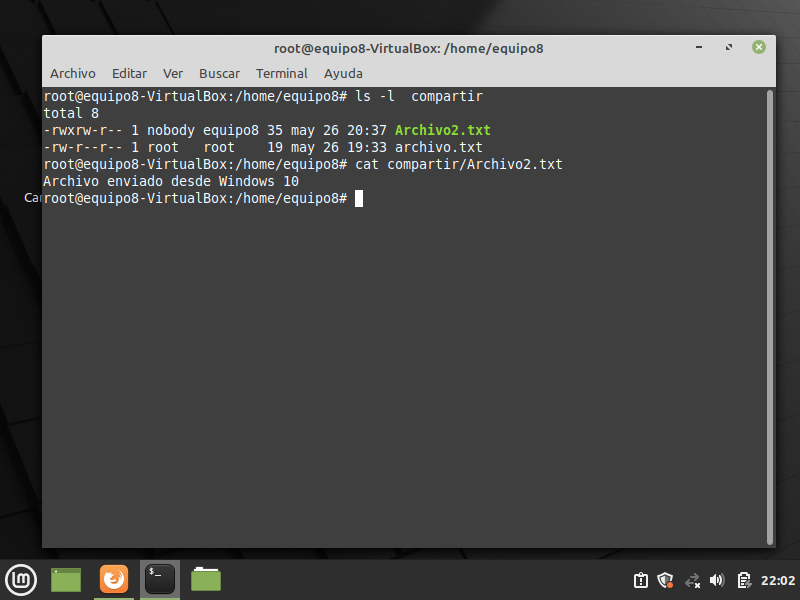 root@equipo8-VirtualBox: /home/equipo8
Archivo Editar Ver Buscar Terminal Ayuda
root@equipo8-VirtualBox:/home/equipo8# ls -l  compartir
total 8
-rwxrw-r-- 1 nobody equipo8 35 may 26 20:37 Archivo2.txt
-rw-r--r-- 1 root   root    19 may 26 19:33 archivo.txt
root@equipo8-VirtualBox:/home/equipo8# cat compartir/Archivo2.txt
Archivo enviado desde Windows 10
root@equipo8-VirtualBox:/home/equipo8#
Ca
$_
22:02